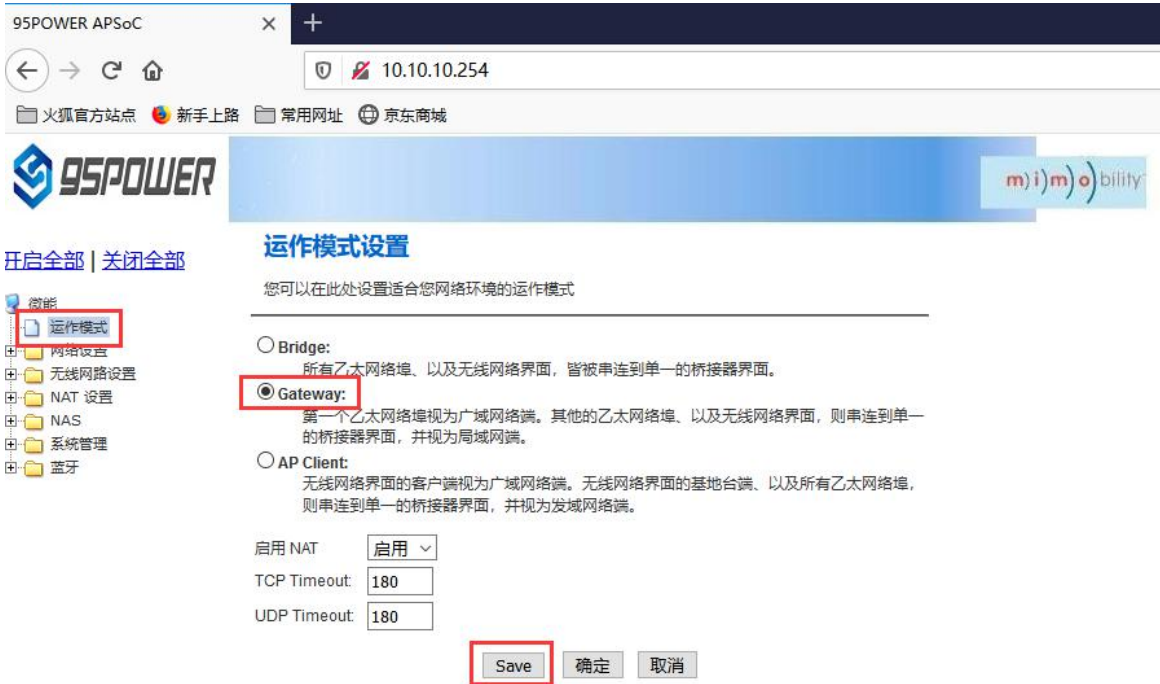 95POWER APSoC
10.10.10.254
火狐官方站点 新手上路 常用网址 京东商城
95POWER
m)i)m)o)bility
开启全部 | 关闭全部
微能
运作模式
网络设置
无线网路设置
NAT 设置
NAS
系統管理
蓝牙
运作模式设置
您可以在此处设置适合您网络环境的运作模式
Bridge:
所有乙太网络埠、以及无线网络界面，皆被串连到单一的桥接器界面。
Gateway:
第一个乙太网络埠视为广域网络端。其他的乙太网络埠、以及无线网络界面，则串连到单一
的桥接器界面，并视为局域网端。
AP Client:
无线网络界面的客户端视为广域网络端。无线网络界面的基地台端、以及所有乙太网络埠，
则串连到单一的桥接器界面，并视为发域网络端。
启用 NAT 启用
TCP Timeout: 180
UDP Timeout: 180
Save 确定 取消